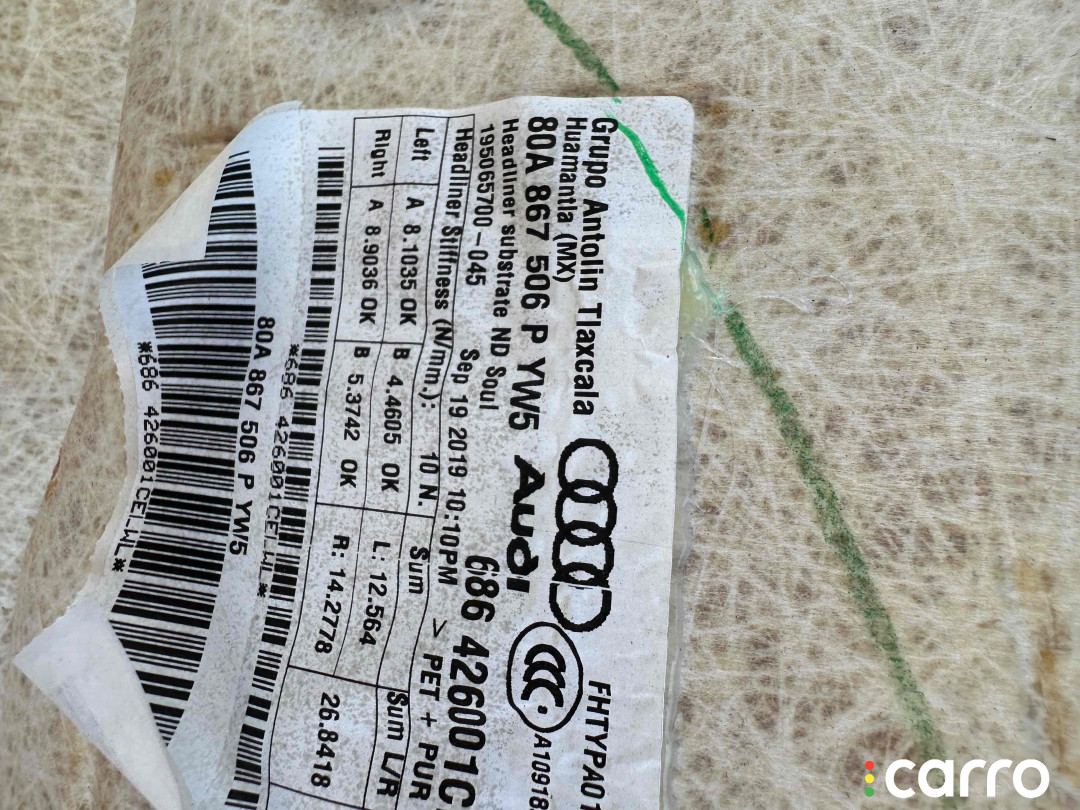 Grupo Antolin Tlaxcala
Huamantla (MX)
FHTYPA01
80A 867 506 P YW5
Audi
CCC
A10918
Headliner substrate ND Soul
195065700-045 Sep 19 2019 10:10PM > PET + PUR
686 426001C
Headliner Stiffness (N/mm.): 10 N. Sum Sum L/R
Left A 8.1035 OK B 4.4605 OK L: 12.564
Right A 8.9036 OK B 5.3742 OK R: 14.2778 26.8418
*686 426001CELWL*
80A 867 506 P YW5
*686 426001CELWL*
carro